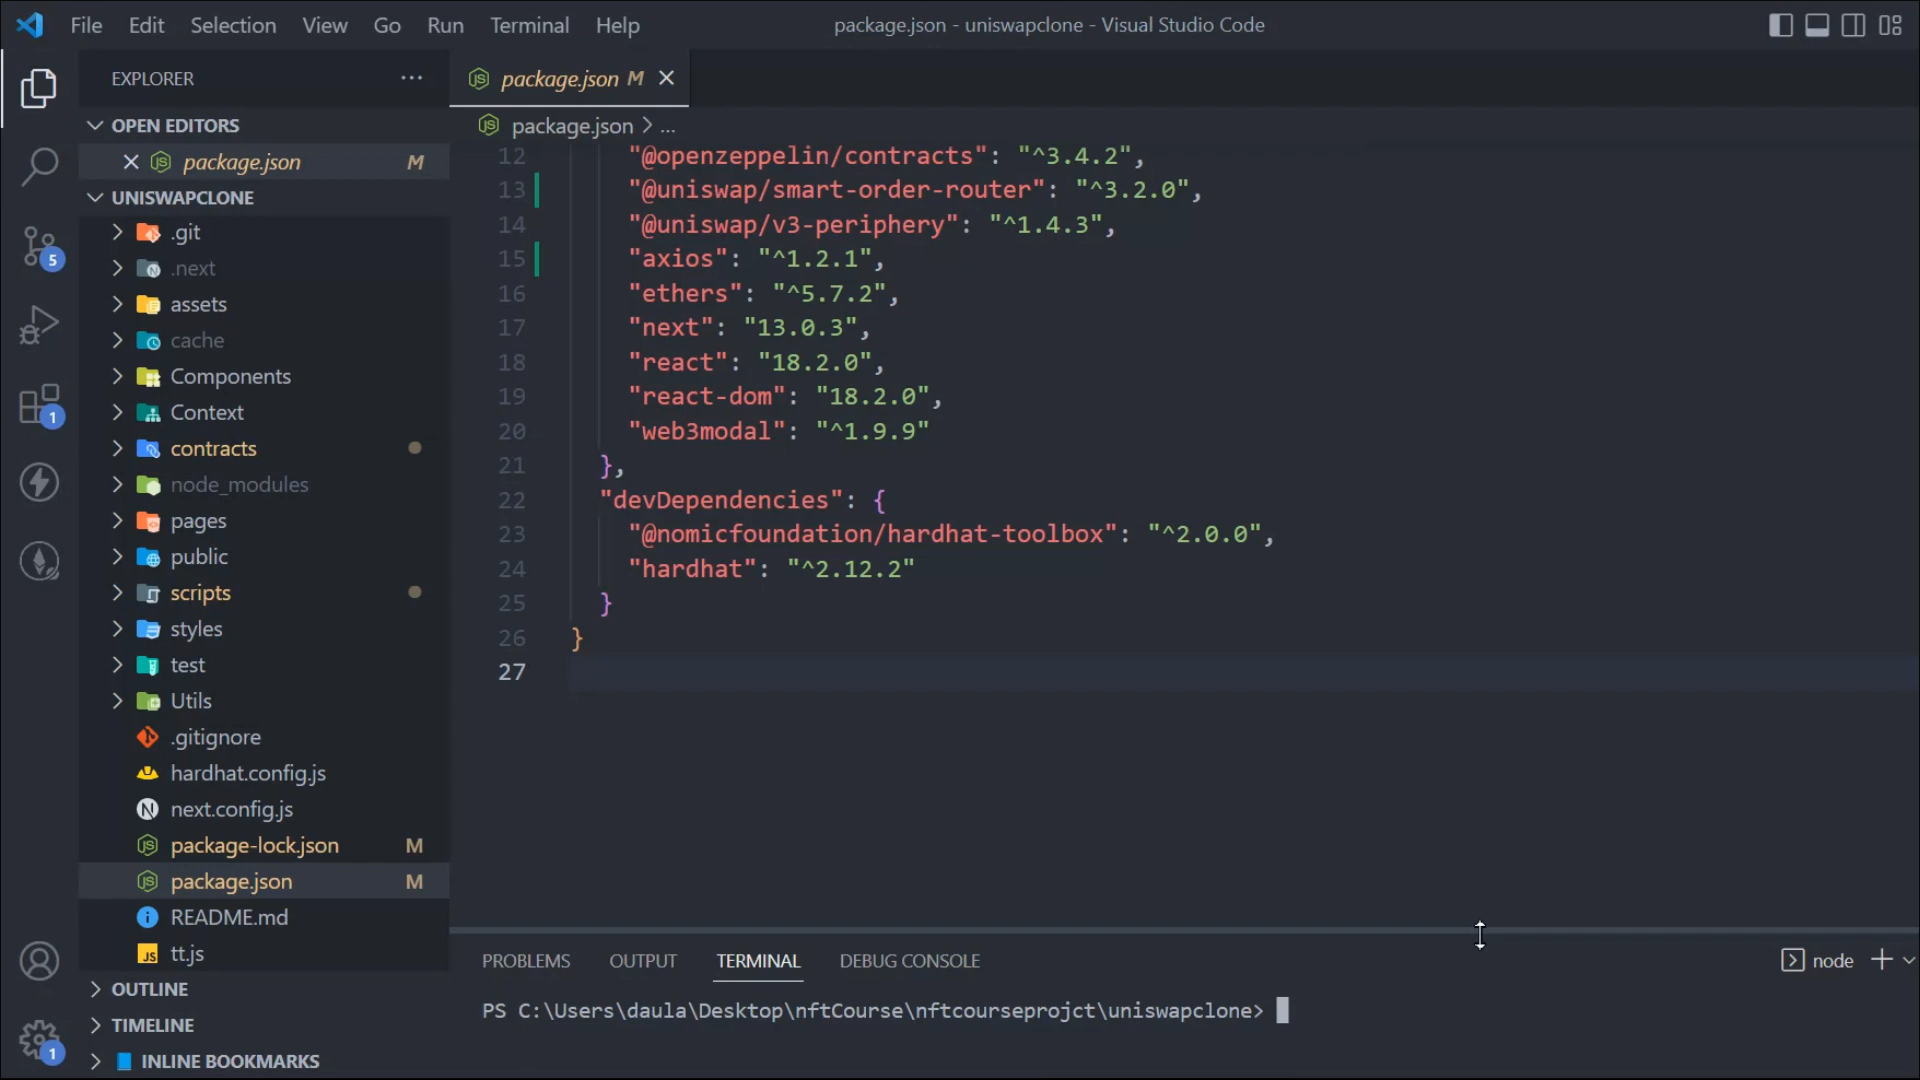 File Edit Selection View Go Run Terminal Help
package.json - uniswapclone - Visual Studio Code
EXPLORER ...
OPEN EDITORS
package.json M
UNISWAPCLONE
.git
.next
assets
cache
Components
Context
contracts
node_modules
pages
public
scripts
styles
test
Utils
.gitignore
hardhat.config.js
next.config.js
package-lock.json M
package.json M
README.md
tt.js
OUTLINE
TIMELINE
INLINE BOOKMARKS
5
1
1
package.json M
package.json > ...
12 "@openzeppelin/contracts": "^3.4.2",
13 "@uniswap/smart-order-router": "^3.2.0",
14 "@uniswap/v3-periphery": "^1.4.3",
15 "axios": "^1.2.1",
16 "ethers": "^5.7.2",
17 "next": "13.0.3",
18 "react": "18.2.0",
19 "react-dom": "18.2.0",
20 "web3modal": "^1.9.9"
21 },
22 "devDependencies": {
23 "@nomicfoundation/hardhat-toolbox": "^2.0.0",
24 "hardhat": "^2.12.2"
25 }
26 }
27
PROBLEMS OUTPUT TERMINAL DEBUG CONSOLE
node
PS C:\Users\daula\Desktop\nftCourse\nftcourseprojct\uniswapclone>